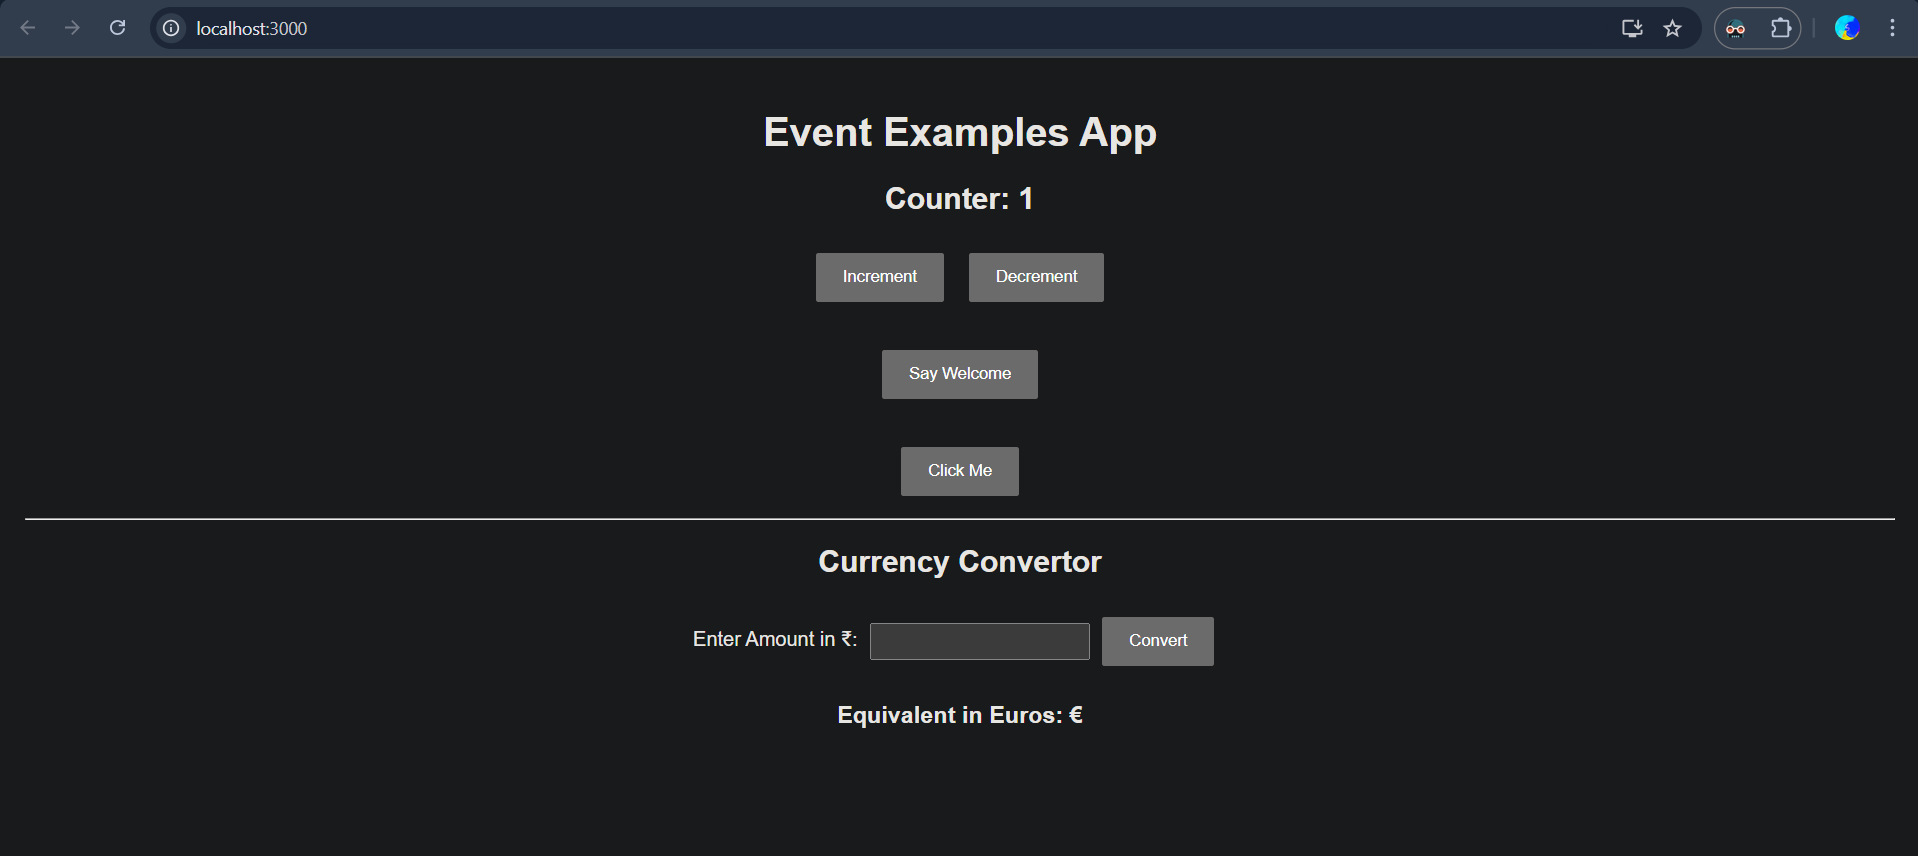 localhost:3000
Event Examples App
Counter: 1
Increment Decrement
Say Welcome
Click Me
Currency Convertor
Enter Amount in ₹: Convert
Equivalent in Euros: €